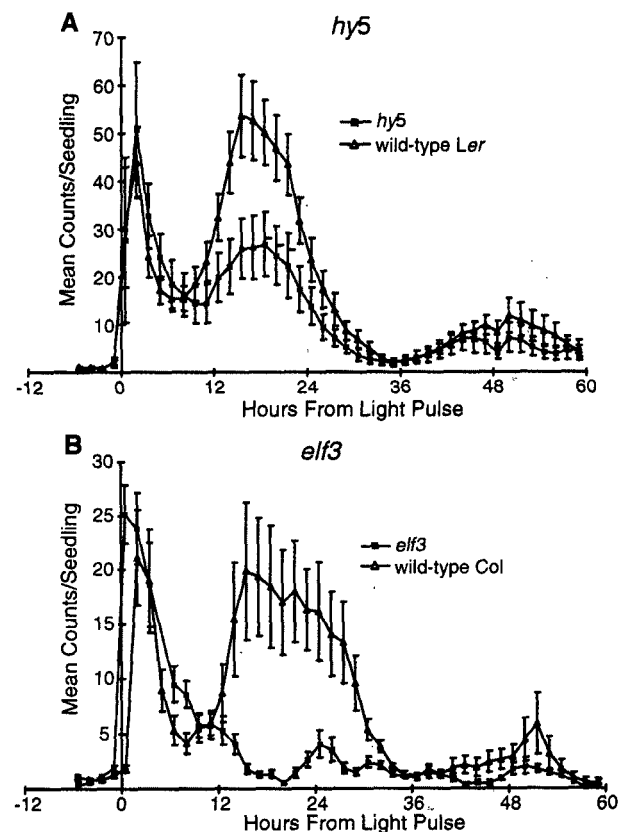 A
hy5
70
60
50
40
30
20
10
Mean Counts/Seedling
hy5
wild-type Ler
-12 0 12 24 36 48 60
Hours From Light Pulse
B
elf3
30
25
20
15
10
5
Mean Counts/Seedling
elf3
wild-type Col
-12 0 12 24 36 48 60
Hours From Light Pulse